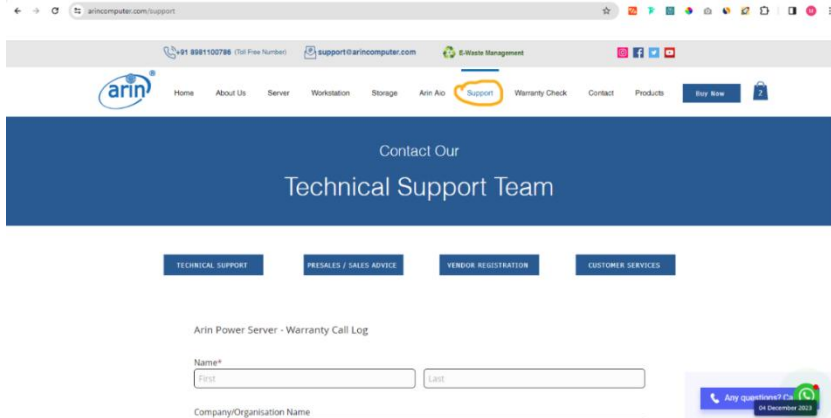 arincomputer.com/support
+91 8981100786 (Toll Free Number) support@arincomputer.com E-Waste Management
arin
Home About Us Server Workstation Storage Arin Aio Support Warranty Check Contact Products Buy Now 2
Contact Our
Technical Support Team
TECHNICAL SUPPORT PRESALES / SALES ADVICE VENDOR REGISTRATION CUSTOMER SERVICES
Arin Power Server - Warranty Call Log
Name*
First Last
Company/Organisation Name
Any questions?
04 December 2023